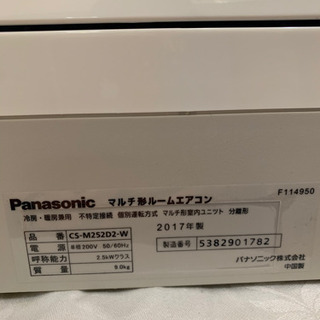 F114950
Panasonic マルチ形ルームエアコン
冷房・暖房兼用 不特定接続 個別運転方式 マルチ形室内ユニット 分離形
品番 CS-M252D2-W
2017年製
電源 単相200V 50/60Hz
製造番号 5382901782
呼称能力 2.5kWクラス
質量 9.0kg
パナソニック株式会社
中国製